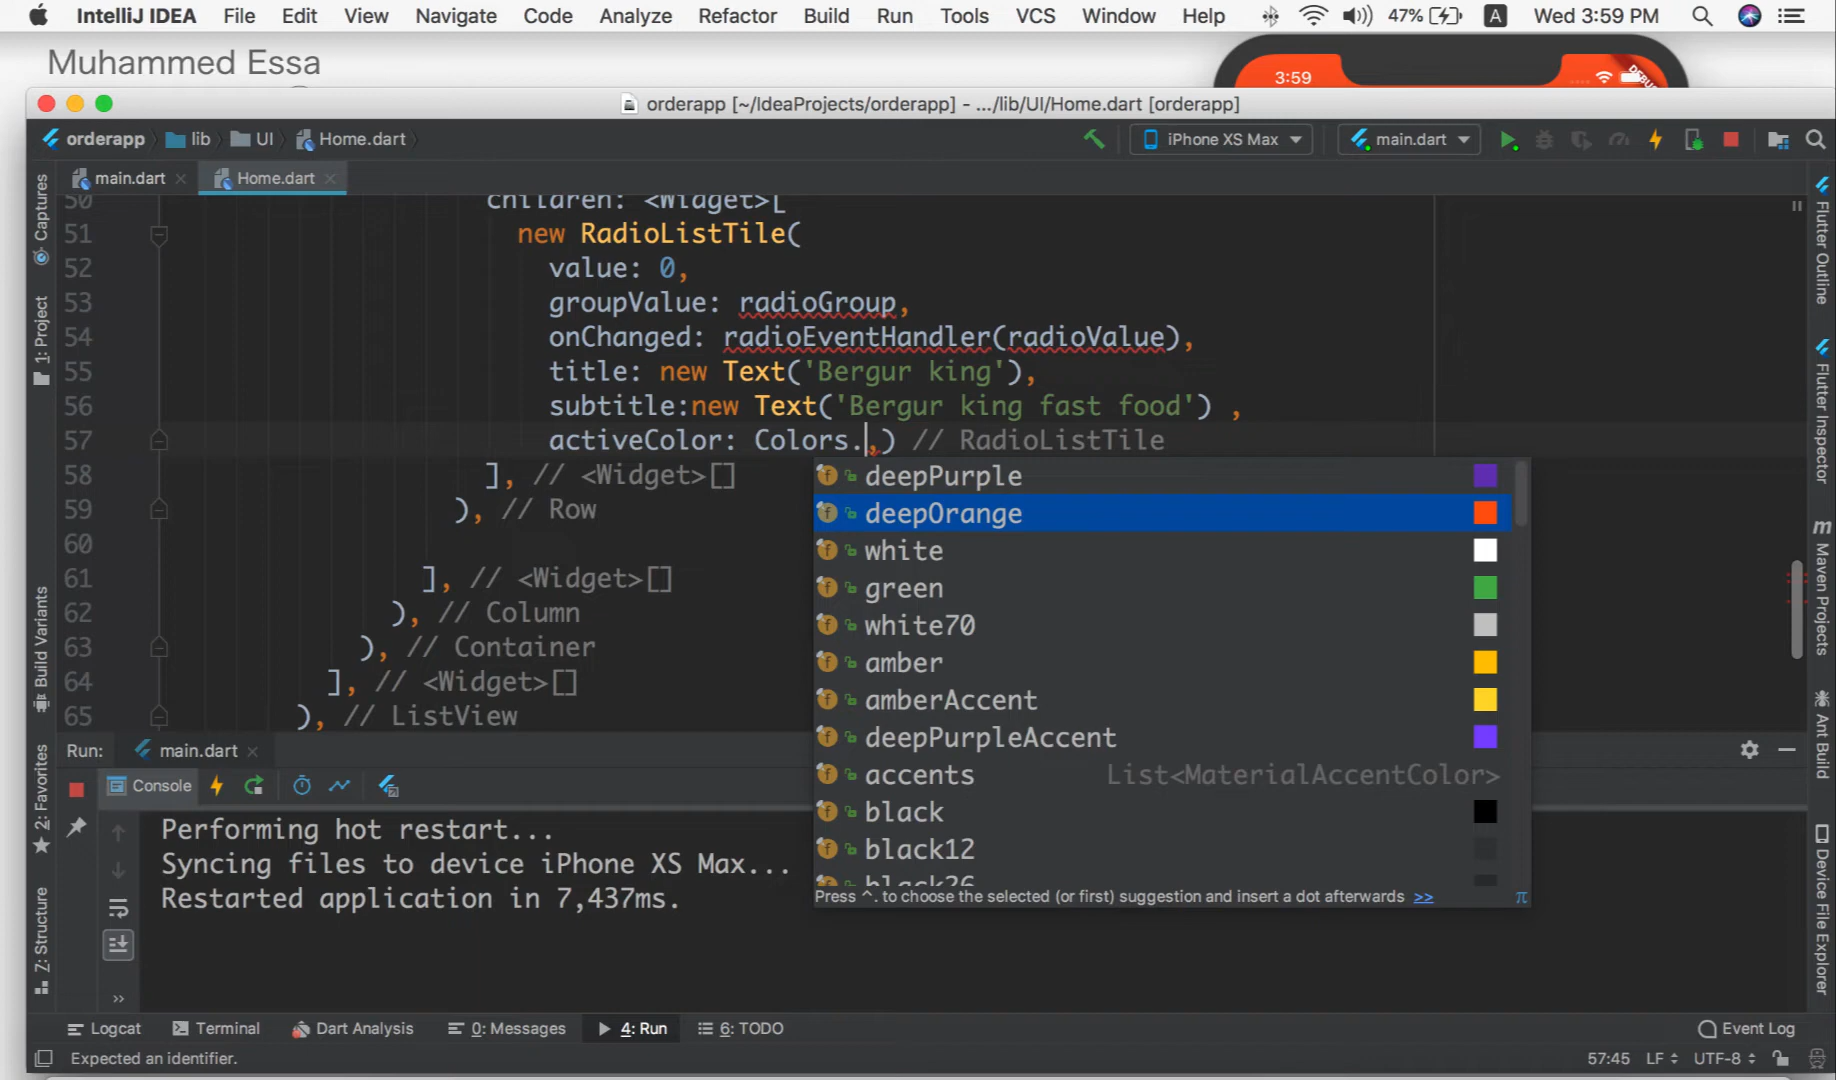 IntelliJ IDEA File Edit View Navigate Code Analyze Refactor Build Run Tools VCS Window Help 47% A Wed 3:59 PM
Muhammed Essa
3:59
DEBUG
orderapp [~/IdeaProjects/orderapp] - .../lib/UI/Home.dart [orderapp]
orderapp lib UI Home.dart iPhone XS Max main.dart
main.dart Home.dart
50 children: <Widget>[
51 new RadioListTile(
52 value: 0,
53 groupValue: radioGroup,
54 onChanged: radioEventHandler(radioValue),
55 title: new Text('Bergur king'),
56 subtitle:new Text('Bergur king fast food') ,
57 activeColor: Colors.,) // RadioListTile
58 ], // <Widget>[]
59 ), // Row
60
61 ], // <Widget>[]
62 ), // Column
63 ), // Container
64 ], // <Widget>[]
65 ), // ListView
deepPurple
deepOrange
white
green
white70
amber
amberAccent
deepPurpleAccent
accents List<MaterialAccentColor>
black
black12
black26
Press ^. to choose the selected (or first) suggestion and insert a dot afterwards >> π
Captures
1: Project
Build Variants
2: Favorites
Z: Structure
Flutter Outline
Flutter Inspector
m Maven Projects
Ant Build
Device File Explorer
Run: main.dart
Console
Performing hot restart...
Syncing files to device iPhone XS Max...
Restarted application in 7,437ms.
>>
Logcat Terminal Dart Analysis 0: Messages 4: Run 6: TODO Event Log
Expected an identifier. 57:45 LF UTF-8